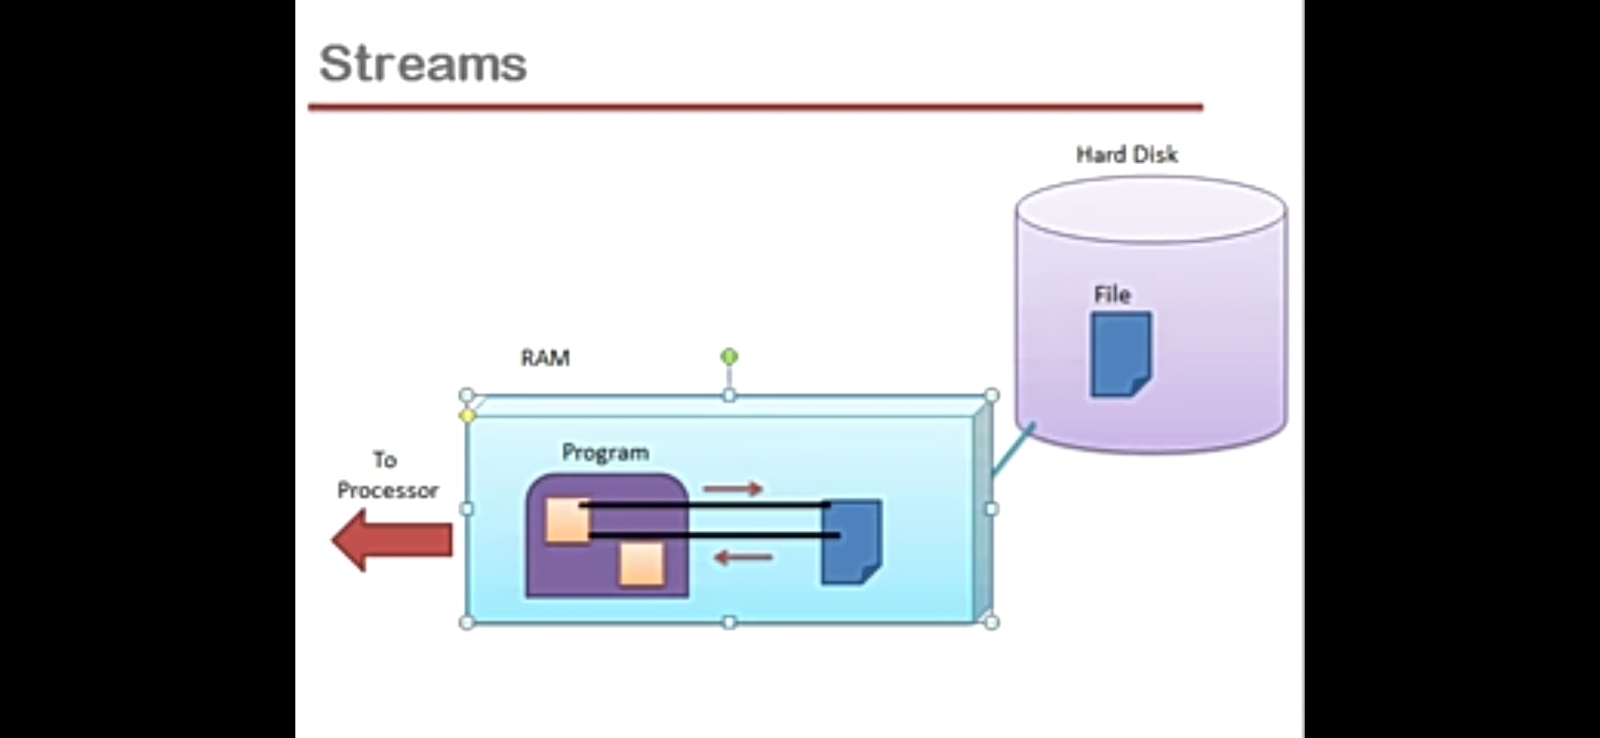 Streams
Hard Disk
File
RAM
Program
To
Processor